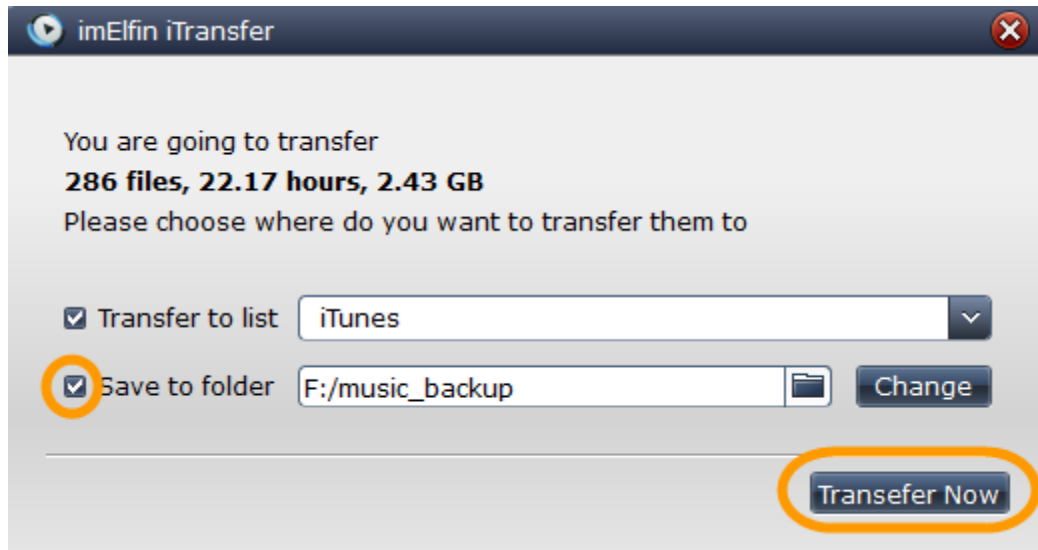 imElfin iTransfer
You are going to transfer
286 files, 22.17 hours, 2.43 GB
Please choose where do you want to transfer them to
Transfer to list iTunes
Save to folder F:/music_backup Change
Transefer Now